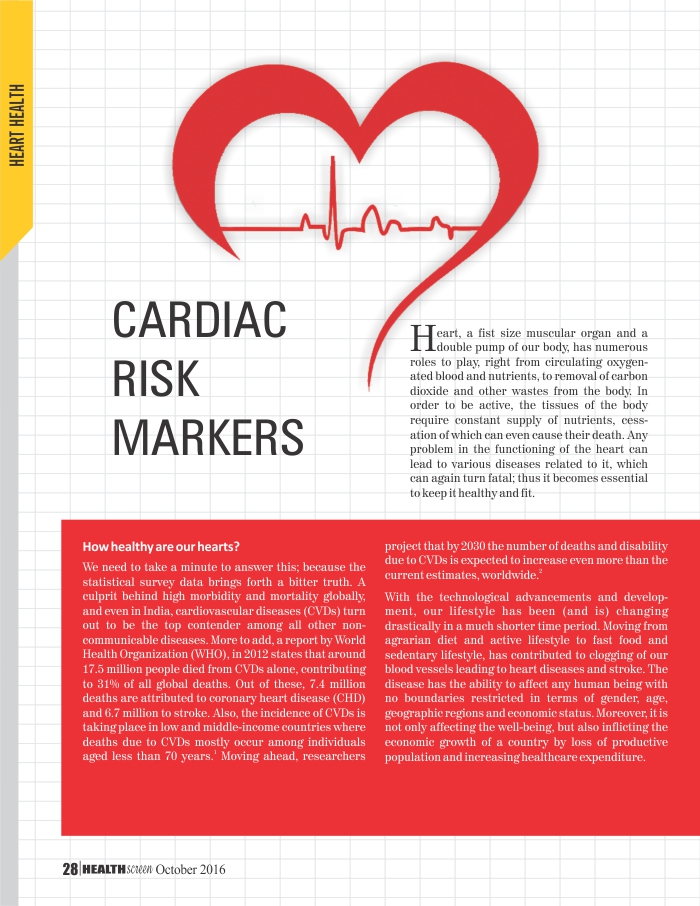 HEART HEALTH
CARDIAC
RISK
MARKERS
Heart, a fist size muscular organ and a
double pump of our body, has numerous
roles to play, right from circulating oxygen-
ated blood and nutrients, to removal of carbon
dioxide and other wastes from the body. In
order to be active, the tissues of the body
require constant supply of nutrients, cess-
ation of which can even cause their death. Any
problem in the functioning of the heart can
lead to various diseases related to it, which
can again turn fatal; thus it becomes essential
to keep it healthy and fit.
How healthy are our hearts?
We need to take a minute to answer this; because the
statistical survey data brings forth a bitter truth. A
culprit behind high morbidity and mortality globally,
and even in India, cardiovascular diseases (CVDs) turn
out to be the top contender among all other non-
communicable diseases. More to add, a report by World
Health Organization (WHO), in 2012 states that around
17.5 million people died from CVDs alone, contributing
to 31% of all global deaths. Out of these, 7.4 million
deaths are attributed to coronary heart disease (CHD)
and 6.7 million to stroke. Also, the incidence of CVDs is
taking place in low and middle-income countries where
deaths due to CVDs mostly occur among individuals
aged less than 70 years.¹ Moving ahead, researchers
project that by 2030 the number of deaths and disability
due to CVDs is expected to increase even more than the
current estimates, worldwide.²
With the technological advancements and develop-
ment, our lifestyle has been (and is) changing
drastically in a much shorter time period. Moving from
agrarian diet and active lifestyle to fast food and
sedentary lifestyle, has contributed to clogging of our
blood vessels leading to heart diseases and stroke. The
disease has the ability to affect any human being with
no boundaries restricted in terms of gender, age,
geographic regions and economic status. Moreover, it is
not only affecting the well-being, but also inflicting the
economic growth of a country by loss of productive
population and increasing healthcare expenditure.
28|HEALTHscreen October 2016